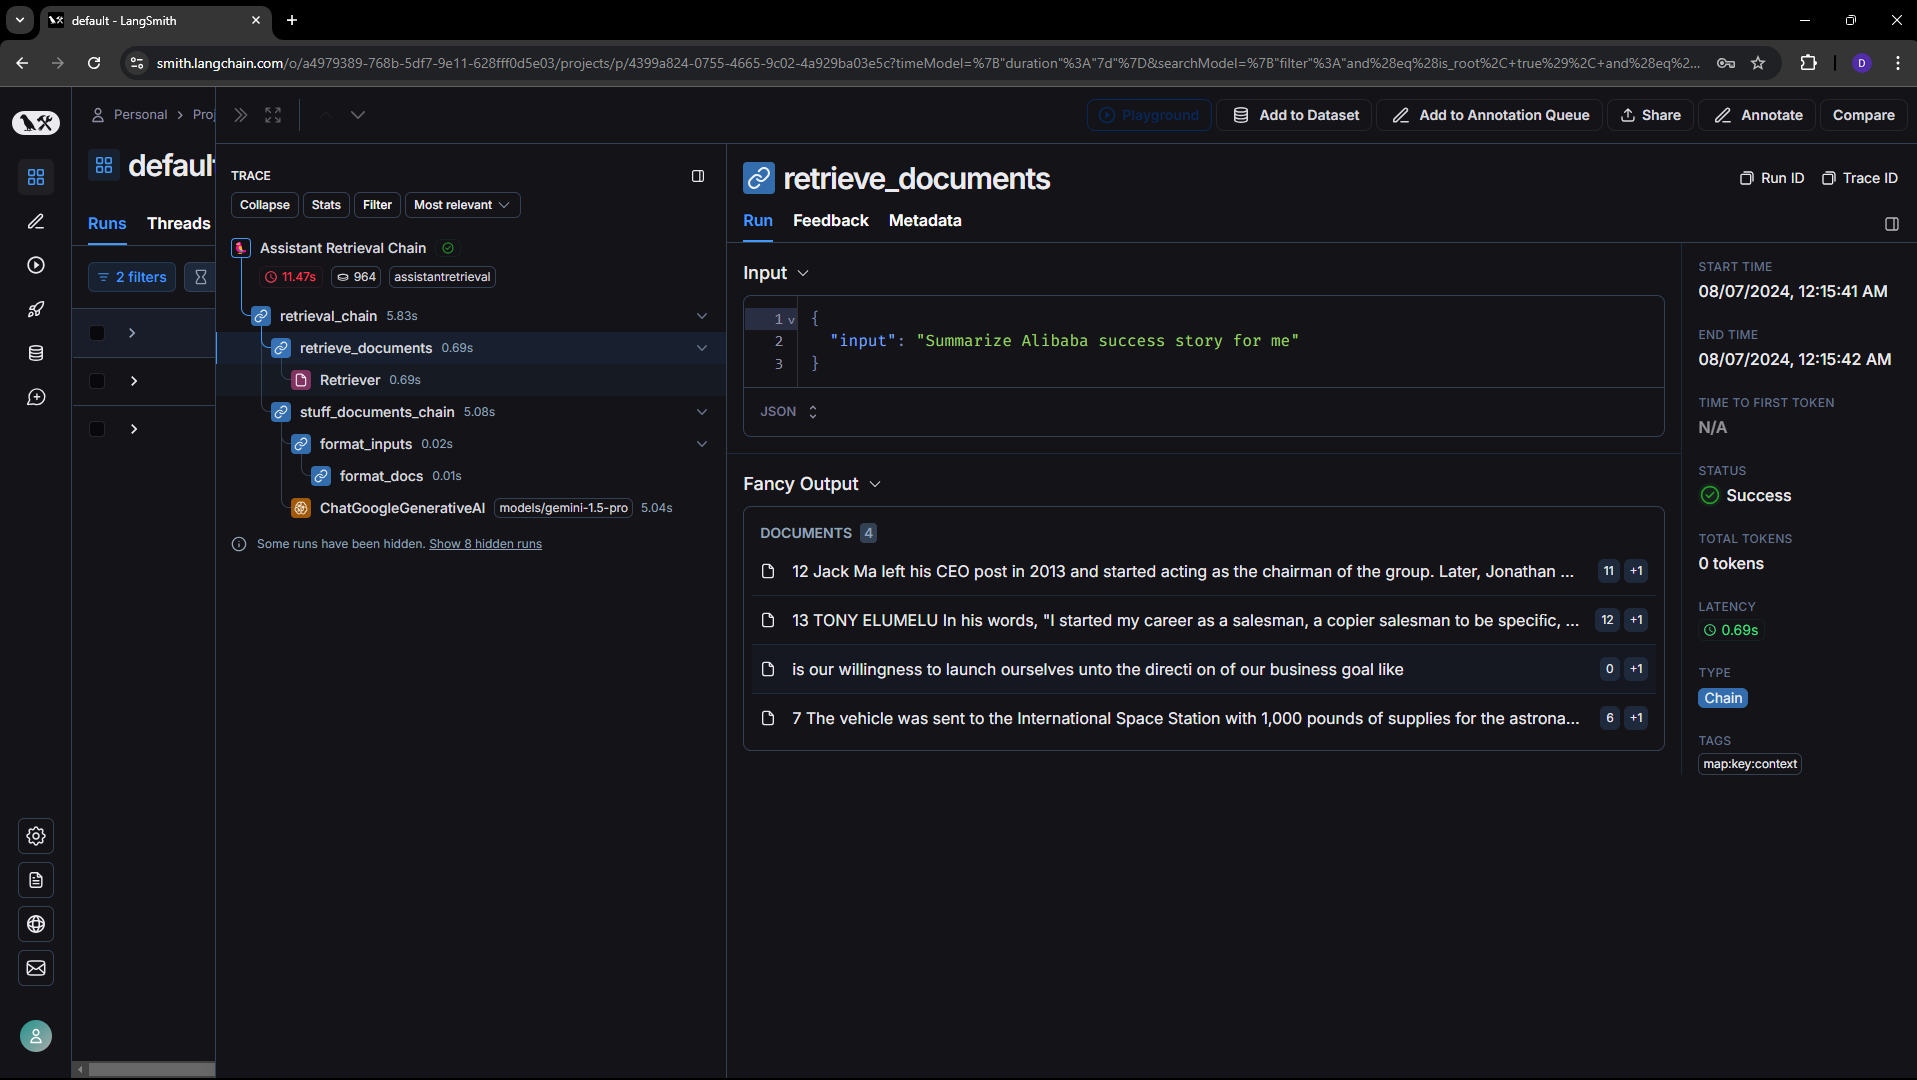 default - LangSmith
smith.langchain.com/o/a4979389-768b-5df7-9e11-628fff0d5e03/projects/p/4399a824-0755-4665-9c02-4a929ba03e5c?timeModel=%7B"duration"%3A"7d"%7D&searchModel=%7B"filter"%3A"and%28eq%28is_root%2C+true%29%2C+and%28eq%2...
D
Personal > Proj
Playground
Add to Dataset
Add to Annotation Queue
Share
Annotate
Compare
default
Runs
Threads
2 filters
TRACE
Collapse
Stats
Filter
Most relevant
Assistant Retrieval Chain
11.47s
964
assistantretrieval
retrieval_chain 5.83s
retrieve_documents 0.69s
Retriever 0.69s
stuff_documents_chain 5.08s
format_inputs 0.02s
format_docs 0.01s
ChatGoogleGenerativeAI models/gemini-1.5-pro 5.04s
Some runs have been hidden. Show 8 hidden runs
retrieve_documents
Run ID
Trace ID
Run
Feedback
Metadata
Input
1 {
2 "input": "Summarize Alibaba success story for me"
3 }
JSON
Fancy Output
DOCUMENTS 4
12 Jack Ma left his CEO post in 2013 and started acting as the chairman of the group. Later, Jonathan ... 11 +1
13 TONY ELUMELU In his words, "I started my career as a salesman, a copier salesman to be specific, ... 12 +1
is our willingness to launch ourselves unto the directi on of our business goal like 0 +1
7 The vehicle was sent to the International Space Station with 1,000 pounds of supplies for the astrona... 6 +1
START TIME
08/07/2024, 12:15:41 AM
END TIME
08/07/2024, 12:15:42 AM
TIME TO FIRST TOKEN
N/A
STATUS
Success
TOTAL TOKENS
0 tokens
LATENCY
0.69s
TYPE
Chain
TAGS
map:key:context